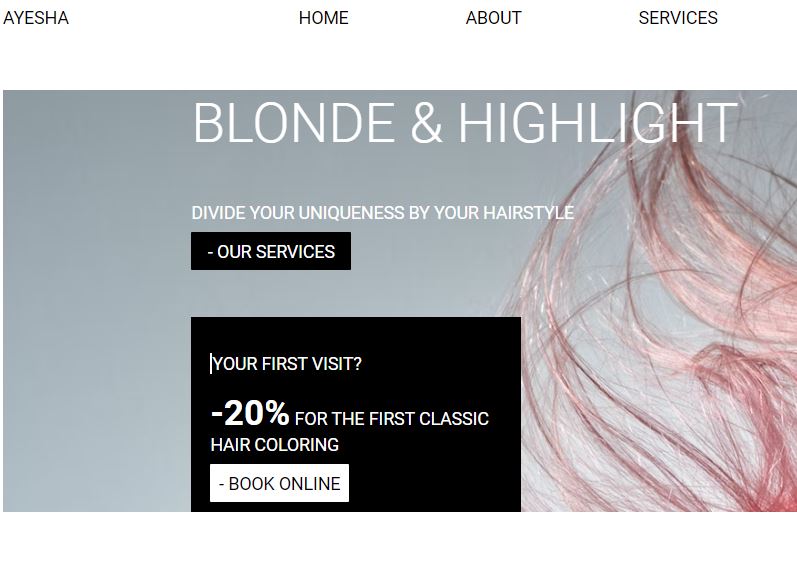 AYESHA HOME ABOUT SERVICES
BLONDE & HIGHLIGHT
DIVIDE YOUR UNIQUENESS BY YOUR HAIRSTYLE
- OUR SERVICES
YOUR FIRST VISIT?
-20% FOR THE FIRST CLASSIC
HAIR COLORING
- BOOK ONLINE